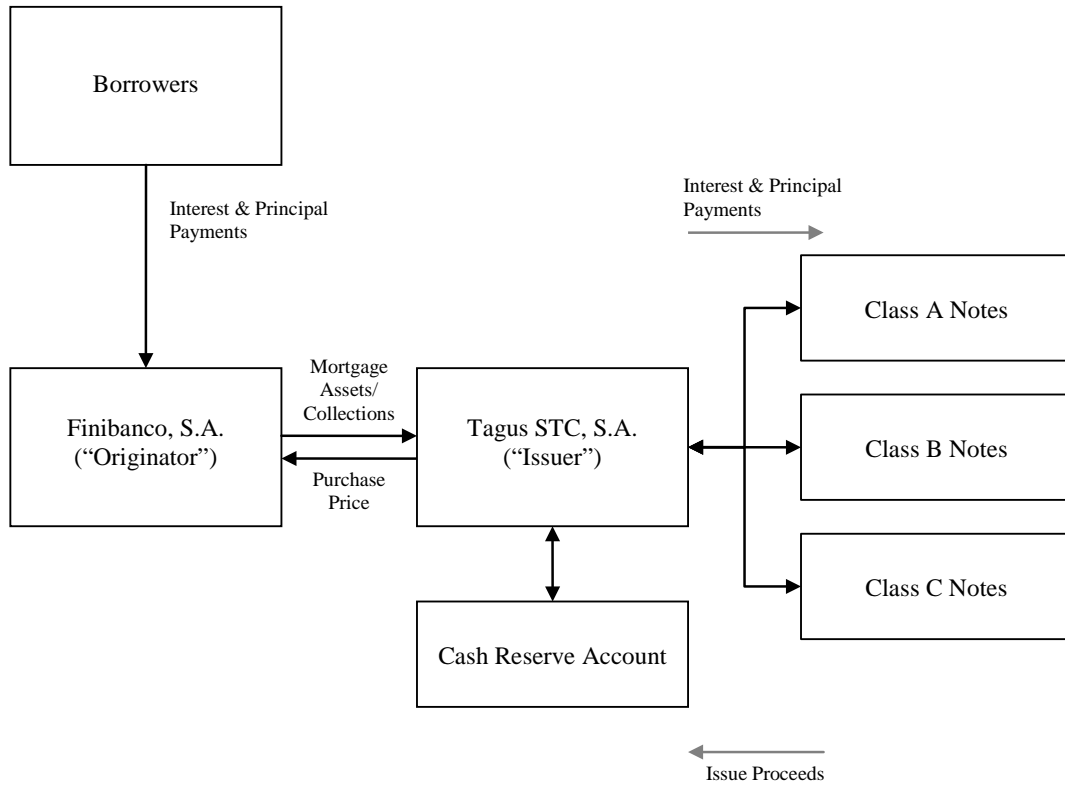 Borrowers
Interest & Principal
Payments
Interest & Principal
Payments
Class A Notes
Finibanco, S.A.
(“Originator”)
Mortgage
Assets/
Collections
Purchase
Price
Tagus STC, S.A.
(“Issuer”)
Class B Notes
Class C Notes
Cash Reserve Account
Issue Proceeds